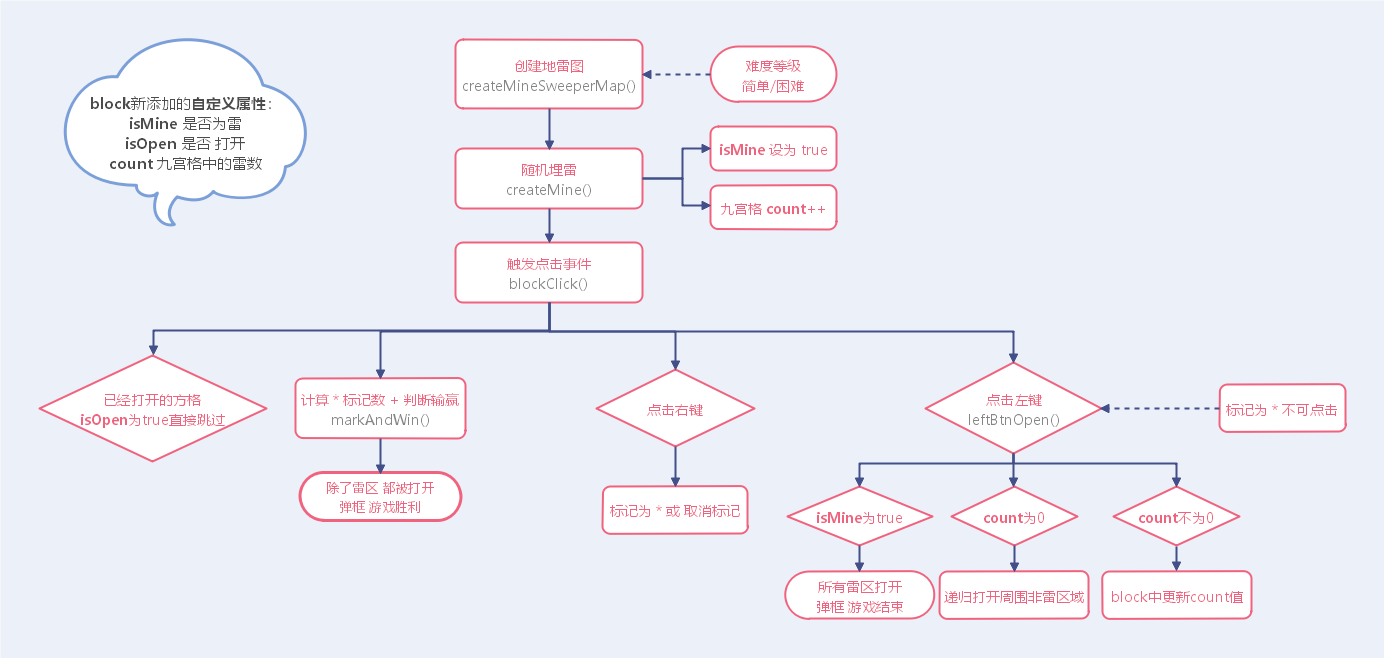 block新添加的自定义属性：
isMine 是否为雷
isOpen 是否 打开
count 九宫格中的雷数
创建地雷图
createMineSweeperMap()
难度等级
简单/困难
随机埋雷
createMine()
isMine 设为 true
九宫格 count++
触发点击事件
blockClick()
已经打开的方格
isOpen为true直接跳过
计算 * 标记数 + 判断输赢
markAndWin()
除了雷区 都被打开
弹框 游戏胜利
点击右键
标记为 * 或 取消标记
点击左键
leftBtnOpen()
标记为 * 不可点击
isMine为true
count为0
count不为0
所有雷区打开
弹框 游戏结束
递归打开周围非雷区域
block中更新count值